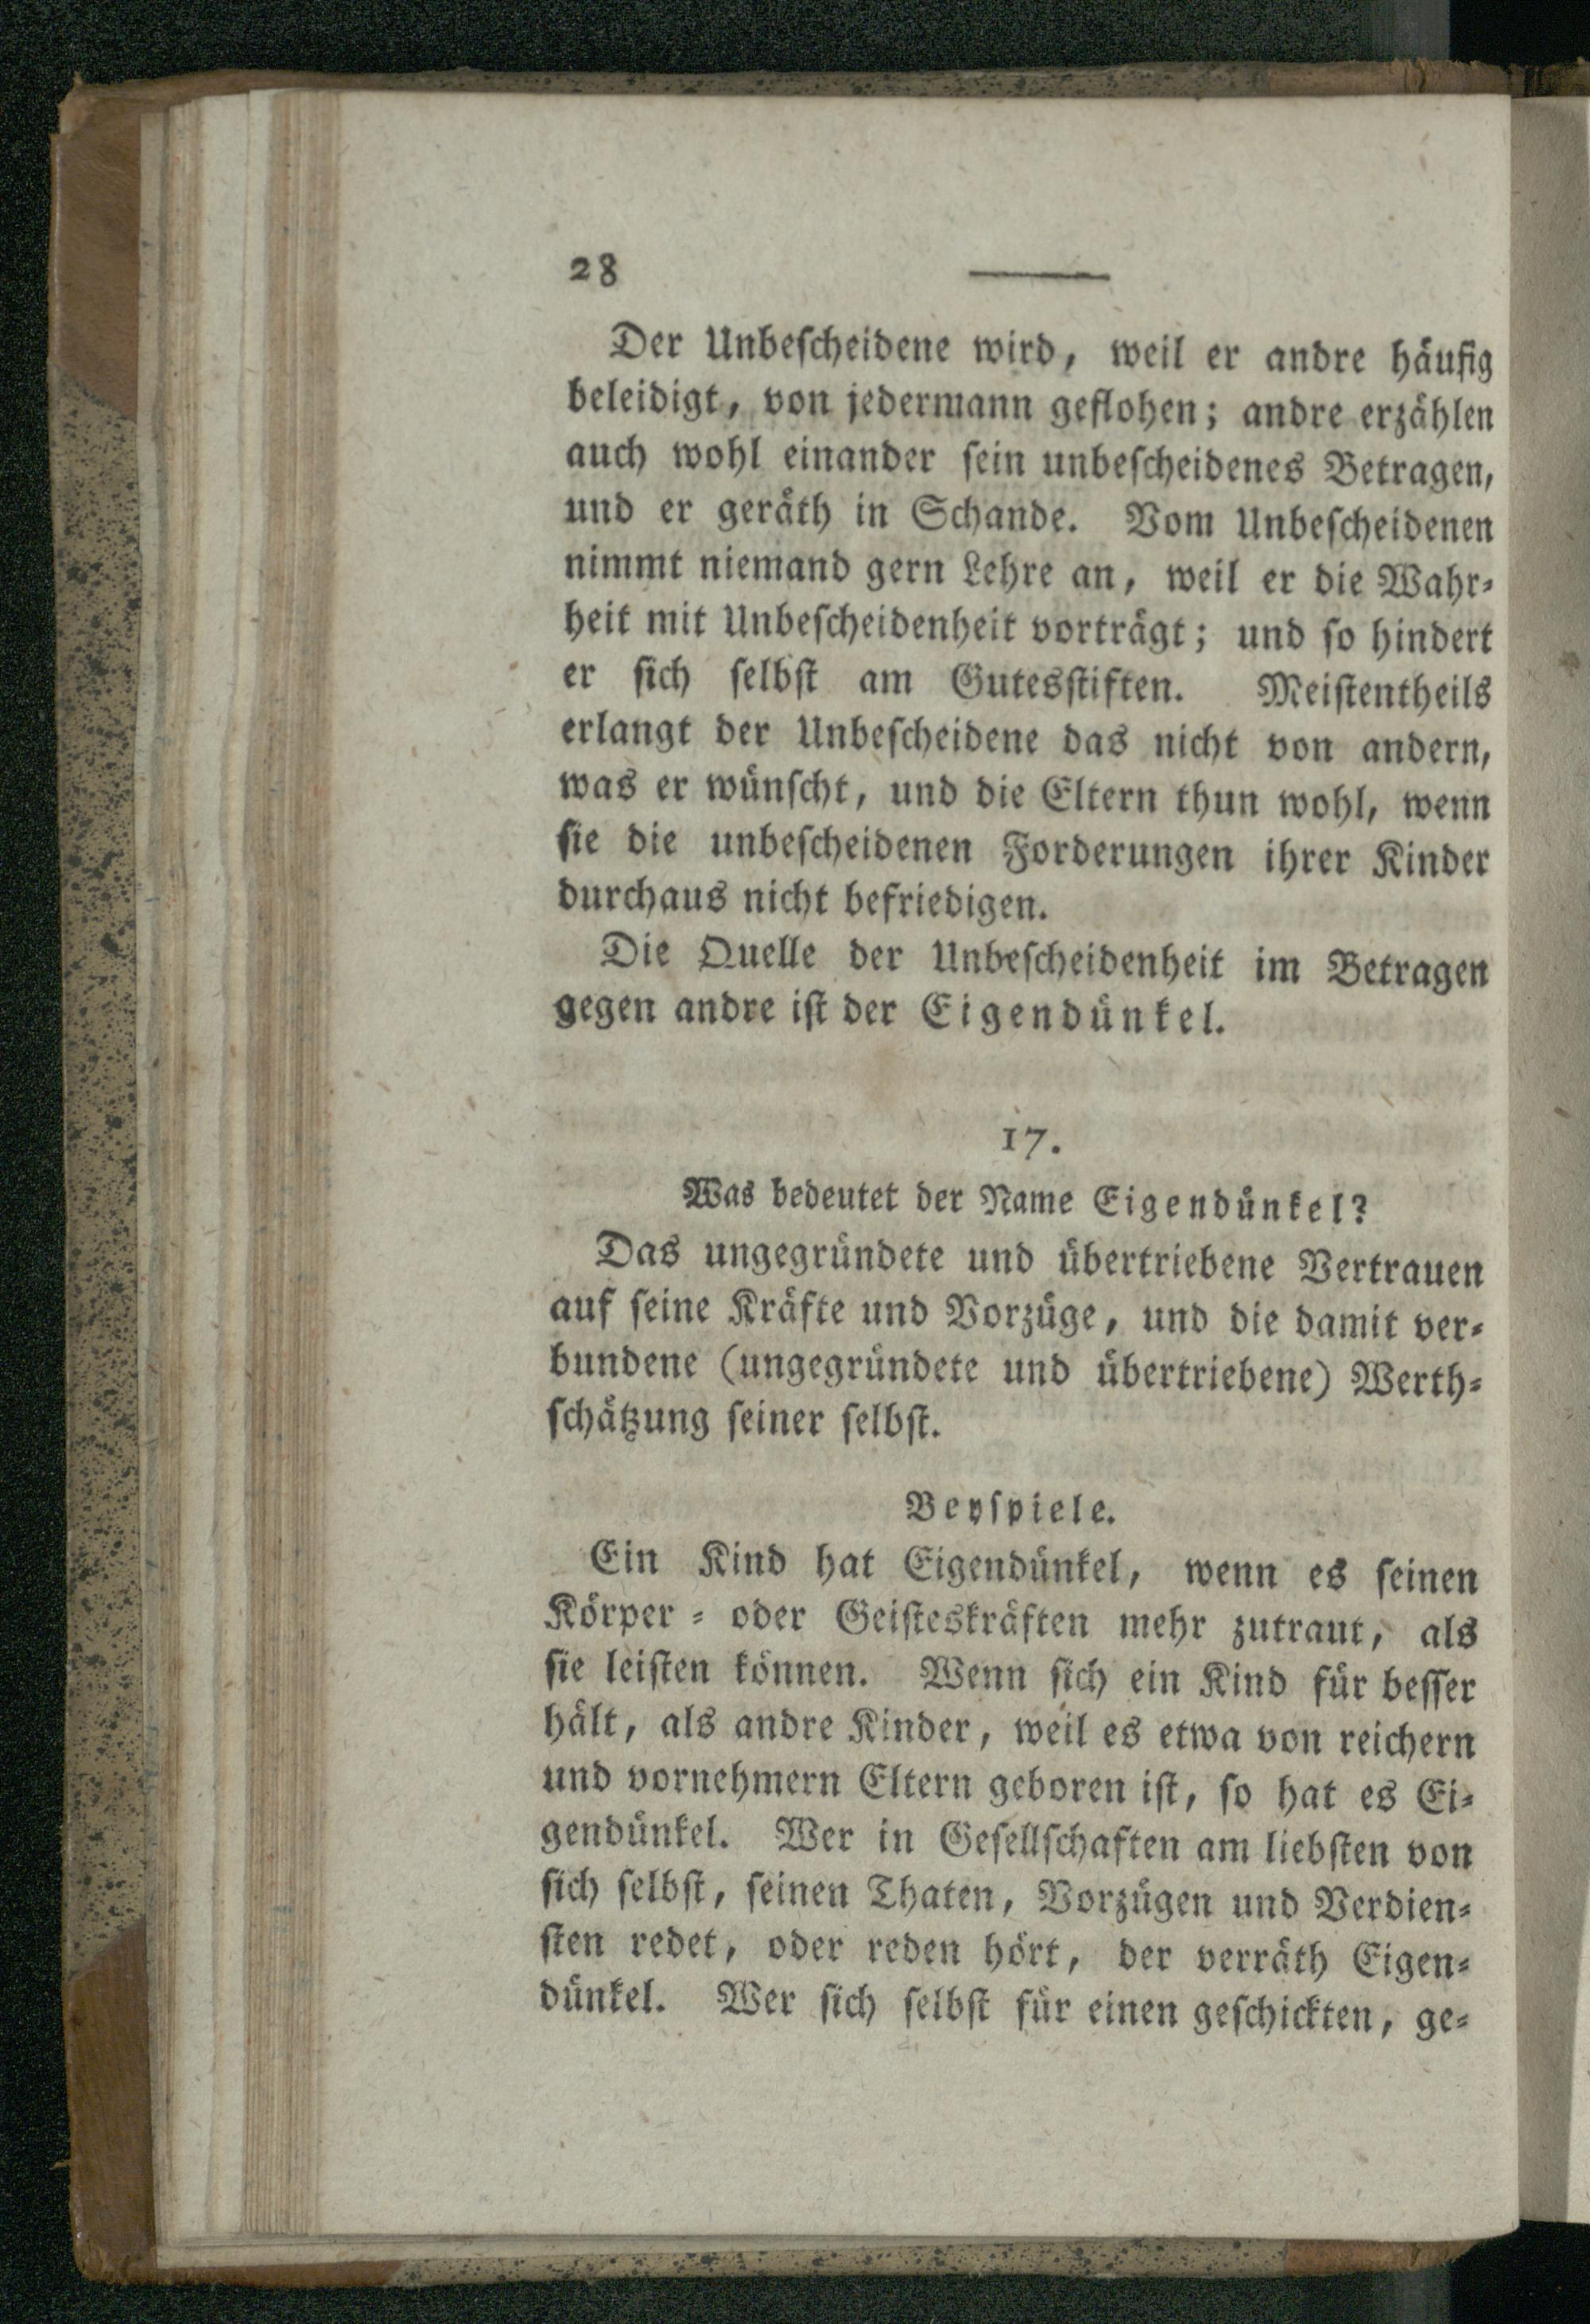 28
Der Unbeſcheidene wird, weil er andre häufig
beleidigt, von jedermann geflohen; andre erzählen
auch wohl einander ſein unbeſcheidenes Betragen,
und er geräth in Schande. Vom Unbeſcheidenen
nimmt niemand gern Lehre an, weil er die Wahr⸗
heit mit Unbeſcheidenheit vorträgt; und ſo hindert
er ſich ſelbſt am Gutesſtiften. Meiſtentheils
erlangt der Unbeſcheidene das nicht von andern,
was er wünſcht, und die Eltern thun wohl, wenn
ſie die unbeſcheidenen Forderungen ihrer Kinder
durchaus nicht befriedigen.
Die Quelle der Unbeſcheidenheit im Betragen
gegen andre iſt der Eigendünkel.
17.
Was bedeutet der Name Eigendünkel?
Das ungegründete und übertriebene Vertrauen
auf ſeine Kräfte und Vorzüge, und die damit ver⸗
bundene (ungegründete und übertriebene) Werth⸗
ſchätzung ſeiner ſelbſt.
Beyſpiele.
Ein Kind hat Eigendünkel, wenn es ſeinen
Körper ⸗ oder Geiſteskräften mehr zutraut, als
ſie leiſten können. Wenn ſich ein Kind für beſſer
hält, als andre Kinder, weil es etwa von reichern
und vornehmern Eltern geboren iſt, ſo hat es Ei⸗
gendünkel. Wer in Geſellſchaften am liebſten von
ſich ſelbſt, ſeinen Thaten, Vorzügen und Verdien⸗
ſten redet, oder reden hört, der verräth Eigen⸗
dünkel. Wer ſich ſelbſt für einen geſchickten, ge⸗